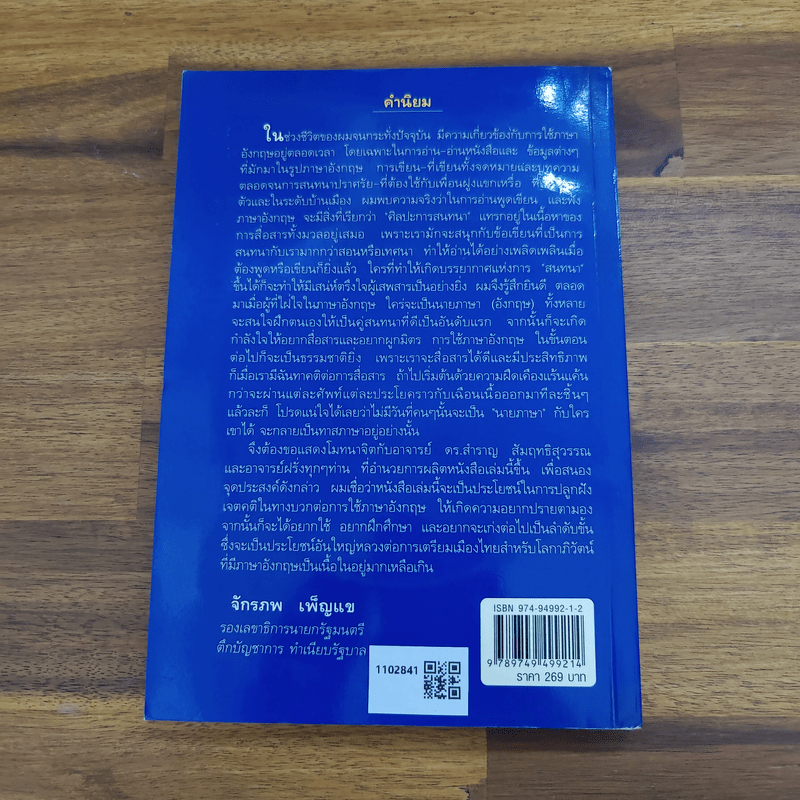 คำนิยม
ในช่วงชีวิตของผมจนกระทั่งปัจจุบัน มีความเกี่ยวข้องกับการใช้ภาษา
อังกฤษอยู่ตลอดเวลา โดยเฉพาะในการอ่าน-อ่านหนังสือและ ข้อมูลต่างๆ
ที่มักมาในรูปภาษาอังกฤษ การเขียน-ที่เขียนทั้งจดหมายและบทความ
ตลอดจนการสนทนาปราศรัย-ที่ต้องใช้กับเพื่อนฝูงแขกเหรื่อ
ตัวและในระดับบ้านเมือง ผมพบความจริงว่าในการอ่านพูดเขียน และฟัง
ภาษาอังกฤษ จะมีสิ่งที่เรียกว่า "ศิลปะการสนทนา" แทรกอยู่ในเนื้อหาของ
การสื่อสารทั้งมวลอยู่เสมอ เพราะเรามักจะสนุกกับข้อเขียนที่เป็นการ
สนทนากับเรามากกว่าสอนหรือเทศนา ทำให้อ่านได้อย่างเพลิดเพลินเมื่อ
ต้องพูดหรือเขียนก็ยิ่งแล้ว ใครที่ทำให้เกิดบรรยากาศแห่งการ "สนทนา"
ขึ้นได้ก็จะทำให้มีเสน่ห์ตรึงใจผู้เสพสารเป็นอย่างยิ่ง ผมจึงรู้สึกยินดี ตลอด
มาเมื่อผู้ที่ใฝ่ใจในภาษาอังกฤษ ใคร่จะเป็นนายภาษา (อังกฤษ) ทั้งหลาย
จะสนใจฝึกตนเองให้เป็นคู่สนทนาที่ดีเป็นอันดับแรก จากนั้นก็จะเกิด
กำลังใจให้อยากสื่อสารและอยากผูกมิตร การใช้ภาษาอังกฤษ ในขั้นตอน
ต่อไปก็จะเป็นธรรมชาติยิ่ง เพราะเราจะสื่อสารได้ดีและมีประสิทธิภาพ
ก็เมื่อเรามีฉันทาคติต่อการสื่อสาร ถ้าไปเริ่มต้นด้วยความฝืดเคืองแร้นแค้น
กว่าจะผ่านแต่ละศัพท์แต่ละประโยคราวกับเฉือนเนื้อออกมาทีละชิ้นๆ
แล้วละก็ โปรดแน่ใจได้เลยว่าไม่มีวันที่คนๆนั้นจะเป็น "นายภาษา" กับใคร
เขาได้ จะกลายเป็นทาสภาษาอยู่อย่างนั้น
จึงต้องขอแสดงโมทนาจิตกับอาจารย์ ดร.สำราญ สัมฤทธิสุวรรณ
และอาจารย์ฝรั่งทุกๆท่าน ที่อำนวยการผลิตหนังสือเล่มนี้ขึ้น เพื่อสนอง
จุดประสงค์ดังกล่าว ผมเชื่อว่าหนังสือเล่มนี้จะเป็นประโยชน์ในการปลูกฝัง
เจตคติในทางบวกต่อการใช้ภาษาอังกฤษ ให้เกิดความอยากปรายตามอง
จากนั้นก็จะได้อยากใช้ อยากฝึกศึกษา และอยากจะเก่งต่อไปเป็นลำดับขั้น
ซึ่งจะเป็นประโยชน์อันใหญ่หลวงต่อการเตรียมเมืองไทยสำหรับโลกาภิวัตน์
ที่มีภาษาอังกฤษเป็นเนื้อในอยู่มากเหลือเกิน
จักรภพ เพ็ญแข
รองเลขาธิการนายกรัฐมนตรี
ตึกบัญชาการ ทำเนียบรัฐบาล
1102841
ISBN 974-94992-1-2
9 789749 499214
ราคา 269 บาท